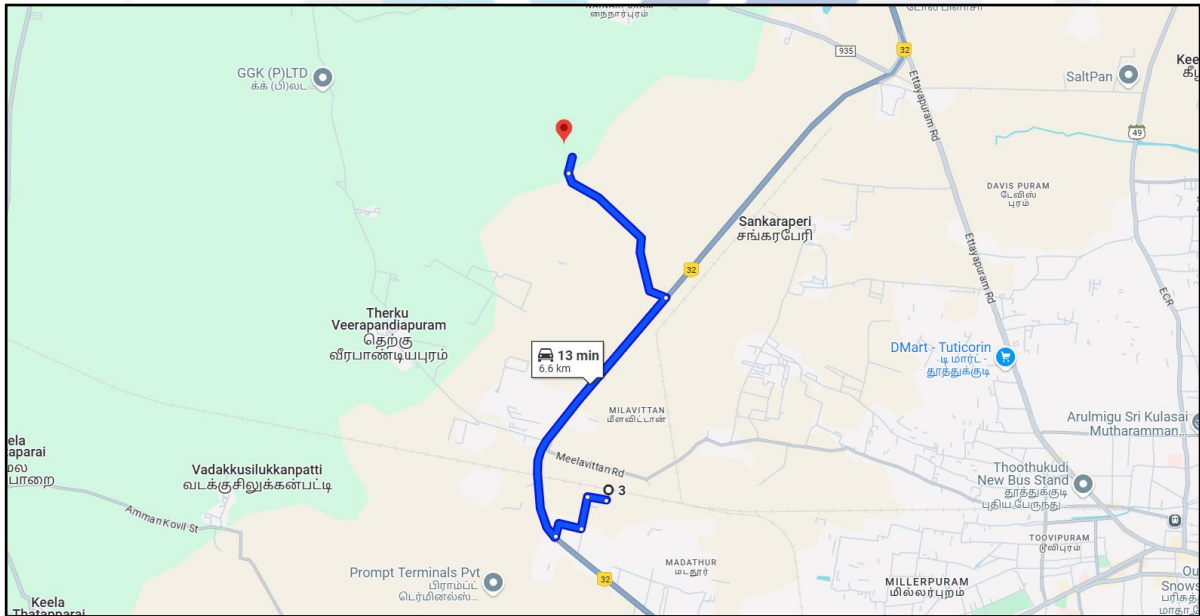 நைநார்புரம்
935
32
GGK (P)LTD
க்க் (பி)லட்
SaltPan
Ettayapuram Rd
49
DAVIS PURAM
டேவிஸ்
புரம்
Sankaraperi
சங்கரபேரி
32
Ettayapuram Rd
ECR
Therku
Veerapandiapuram
தெற்கு
வீரபாண்டியபுரம்
13 min
6.6 km
DMart - Tuticorin
டி மார்ட் -
தூத்துக்குடி
MILAVITTAN
மீளவிட்டான்
Arulmigu Sri Kulasai
Mutharamman...
Meelavittan Rd
Vadakkusilukkanpatti
வடக்குசிலுக்கன்பட்டி
Thoothukudi
New Bus Stand
தூத்துக்குடி
புதிய பேருந்து..
3
Amman Kovil St
TOOVIPURAM
டூவிபுரம்
MADATHUR
மடதூர்
Prompt Terminals Pvt
பிராம்ப்ட்
டெர்மினல்ஸ்...
32
MILLERPURAM
மில்லர்புறம்
Keela
Thatapparai